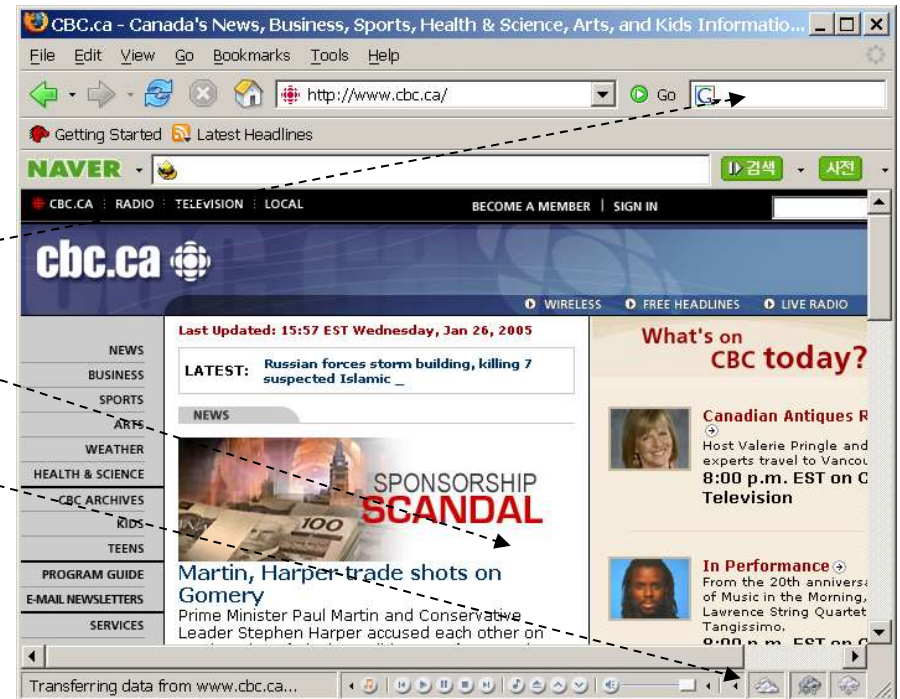 CBC.ca - Canada's News, Business, Sports, Health & Science, Arts, and Kids Informatio...
File Edit View Go Bookmarks Tools Help
http://www.cbc.ca/ Go G
Getting Started Latest Headlines
NAVER 검색 사전
CBC.CA RADIO TELEVISION LOCAL BECOME A MEMBER | SIGN IN
cbc.ca
WIRELESS FREE HEADLINES LIVE RADIO
NEWS
BUSINESS
SPORTS
ARTS
WEATHER
HEALTH & SCIENCE
CBC ARCHIVES
KIDS
TEENS
PROGRAM GUIDE
E-MAIL NEWSLETTERS
SERVICES
Last Updated: 15:57 EST Wednesday, Jan 26, 2005
LATEST: Russian forces storm building, killing 7
suspected Islamic _
NEWS
SPONSORSHIP
SCANDAL
100
Martin, Harper trade shots on
Gomery
Prime Minister Paul Martin and Conservative
Leader Stephen Harper accused each other on
What's on
CBC today?
Canadian Antiques R
Host Valerie Pringle and
experts travel to Vancou
8:00 p.m. EST on C
Television
In Performance
From the 20th annivers
of Music in the Morning,
Lawrence String Quartet
Tangissimo.
8:00 p.m. EST on C
Transferring data from www.cbc.ca...